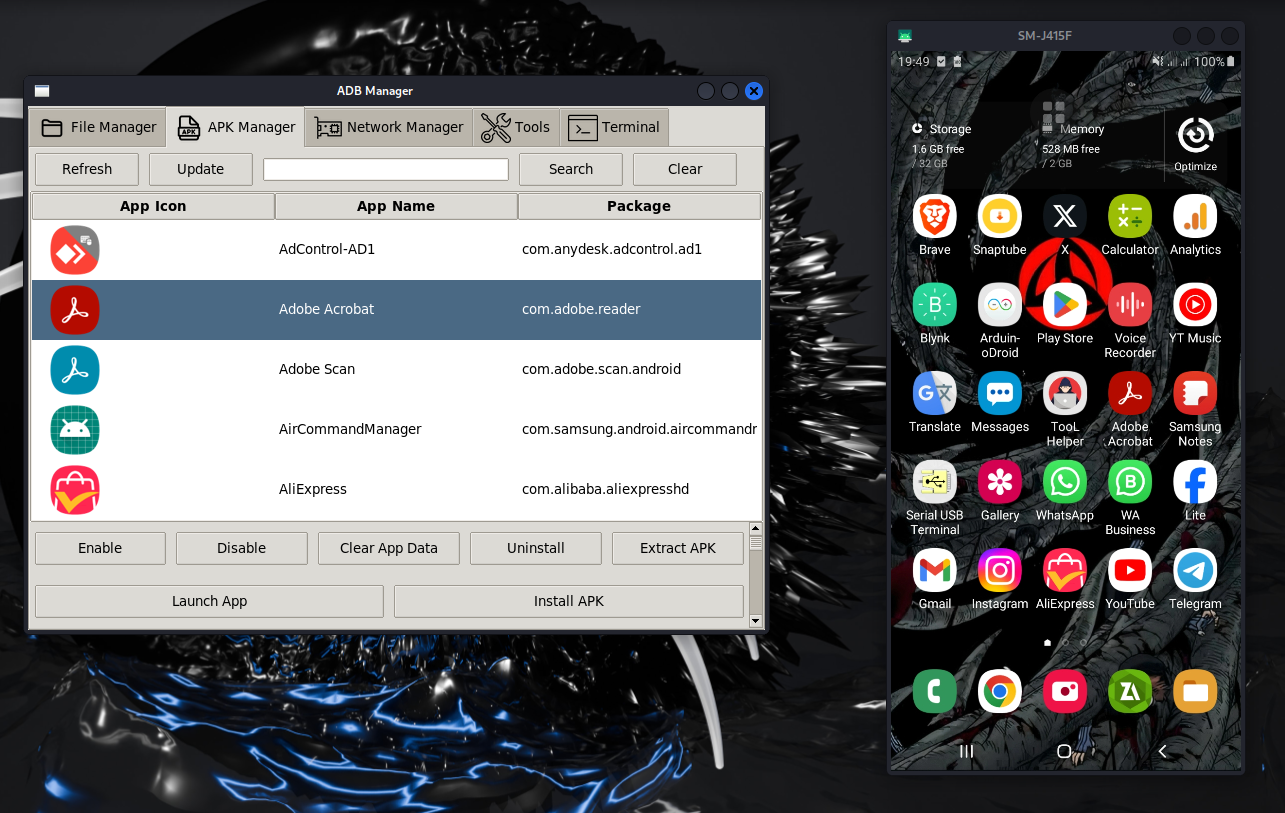 ADB Manager
File Manager
APK
APK Manager
Network Manager
Tools
Terminal
Refresh
Update
Search
Clear
App Icon
App Name
Package
AdControl-AD1
com.anydesk.adcontrol.ad1
Adobe Acrobat
com.adobe.reader
Adobe Scan
com.adobe.scan.android
AirCommandManager
com.samsung.android.aircommandr
AliExpress
com.alibaba.aliexpresshd
Enable
Disable
Clear App Data
Uninstall
Extract APK
Launch App
Install APK
SM-J415F
19:49
100%
Storage
1.6 GB free
/ 32 GB
Memory
528 MB free
/ 2 GB
Optimize
Brave
Snaptube
X
Calculator
Analytics
B
Blynk
Arduin-
oDroid
Play Store
Voice
Recorder
YT Music
G
Translate
Messages
TooL
Helper
Adobe
Acrobat
Samsung
Notes
Serial USB
Terminal
Gallery
WhatsApp
B
WA
Business
Lite
Gmail
Instagram
AliExpress
YouTube
Telegram
ZA